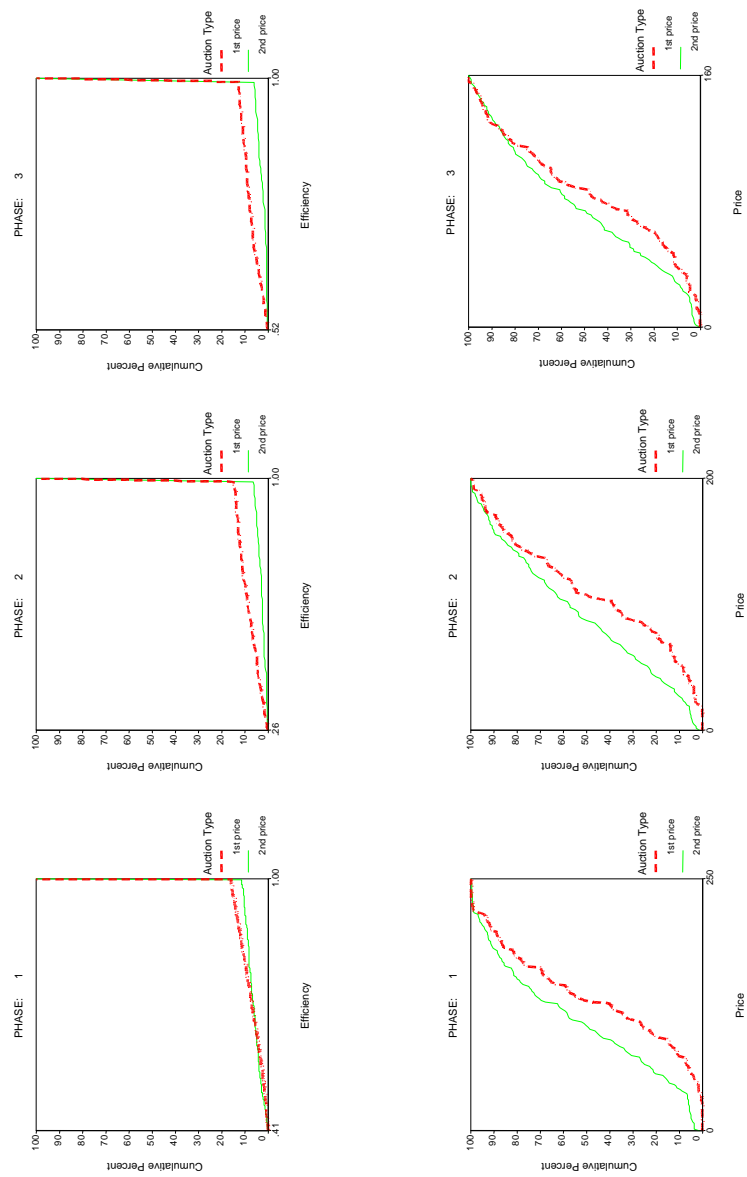 PHASE: 1
100
90
80
70
60
50
40
30
20
10
0
Cumulative Percent
.41
1.00
Efficiency
Auction Type
1st price
2nd price
PHASE: 2
100
90
80
70
60
50
40
30
20
10
0
Cumulative Percent
.26
1.00
Efficiency
Auction Type
1st price
2nd price
PHASE: 3
100
90
80
70
60
50
40
30
20
10
0
Cumulative Percent
.52
1.00
Efficiency
Auction Type
1st price
2nd price
PHASE: 1
100
90
80
70
60
50
40
30
20
10
0
Cumulative Percent
0
250
Price
Auction Type
1st price
2nd price
PHASE: 2
100
90
80
70
60
50
40
30
20
10
0
Cumulative Percent
0
200
Price
Auction Type
1st price
2nd price
PHASE: 3
100
90
80
70
60
50
40
30
20
10
0
Cumulative Percent
0
160
Price
Auction Type
1st price
2nd price